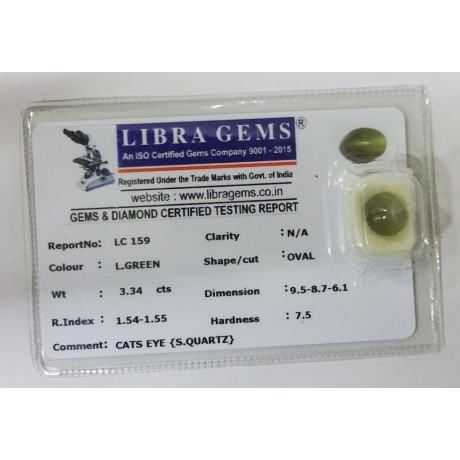 LIBRA GEMS®
An ISO Certified Gems Company 9001 - 2015
Registered Under the Trade Marks with Govt. of India
website : www.libragems.co.in
GEMS & DIAMOND CERTIFIED TESTING REPORT
ReportNo: LC 159 Clarity : N/A
Colour : L.GREEN Shape/cut : OVAL
Wt : 3.34 cts Dimension : 9.5-8.7-6.1
R.Index : 1.54-1.55 Hardness : 7.5
Comment: CATS EYE {S.QUARTZ}